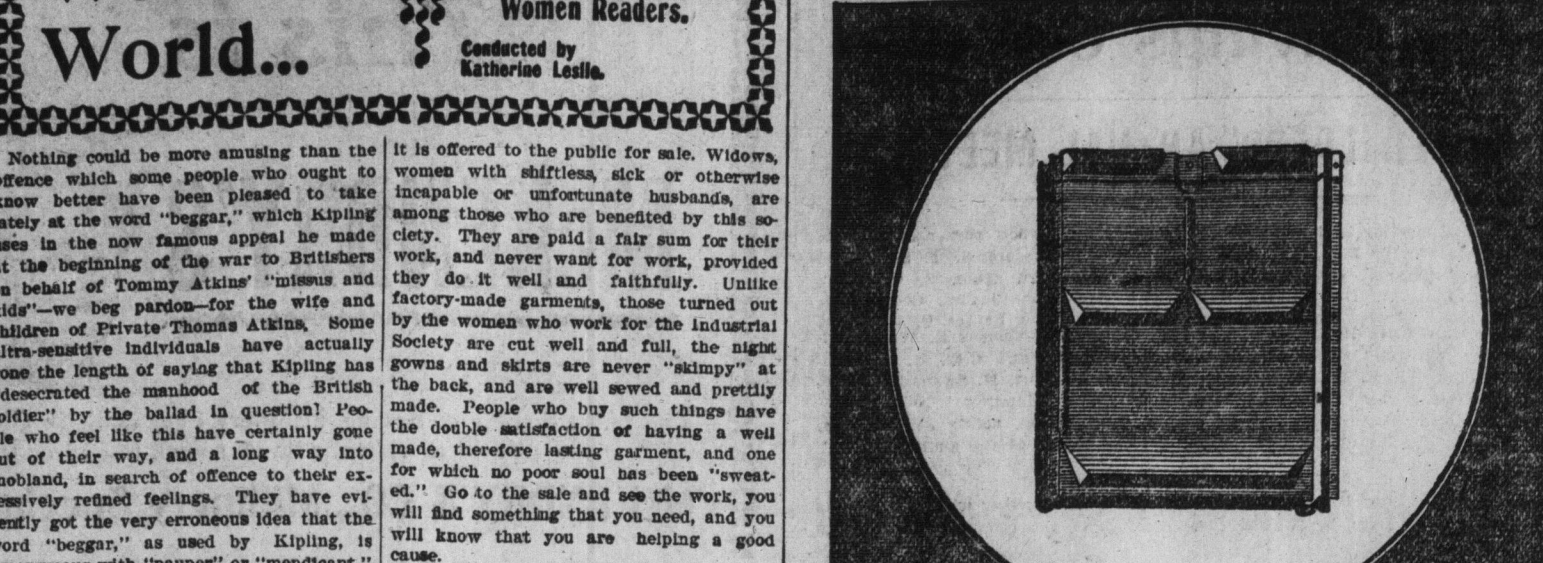 World...
Women Readers.
Conducted by
Katherine Leslie.
Nothing could be more amusing than the
offence which some people who ought to
know better have been pleased to take
lately at the word "beggar," which Kipling
uses in the now famous appeal he made
at the beginning of the war to Britishers
on behalf of Tommy Atkins' "missus and
kids"—we beg pardon—for the wife and
children of Private Thomas Atkins. Some
ultra-sensitive individuals have actually
gone the length of saying that Kipling has
"desecrated the manhood of the British
soldier" by the ballad in question! Peo-
ple who feel like this have certainly gone
out of their way, and a long way into
snobland, in search of offence to their ex-
cessively refined feelings. They have evi-
dently got the very erroneous idea that the
word "beggar," as used by Kipling, is
with "pauper" or "mendicant."
it is offered to the public for sale. Widows,
women with shiftless, sick or otherwise
incapable or unfortunate husbands, are
among those who are benefited by this so-
ciety. They are paid a fair sum for their
work, and never want for work, provided
they do it well and faithfully. Unlike
factory-made garments, those turned out
by the women who work for the Industrial
Society are cut well and full, the night
gowns and skirts are never "skimpy" at
the back, and are well sewed and prettily
made. People who buy such things have
the double satisfaction of having a well
made, therefore lasting garment, and one
for which no poor soul has been "sweat-
ed." Go to the sale and see the work, you
will find something that you need, and you
will know that you are helping a good
cause.